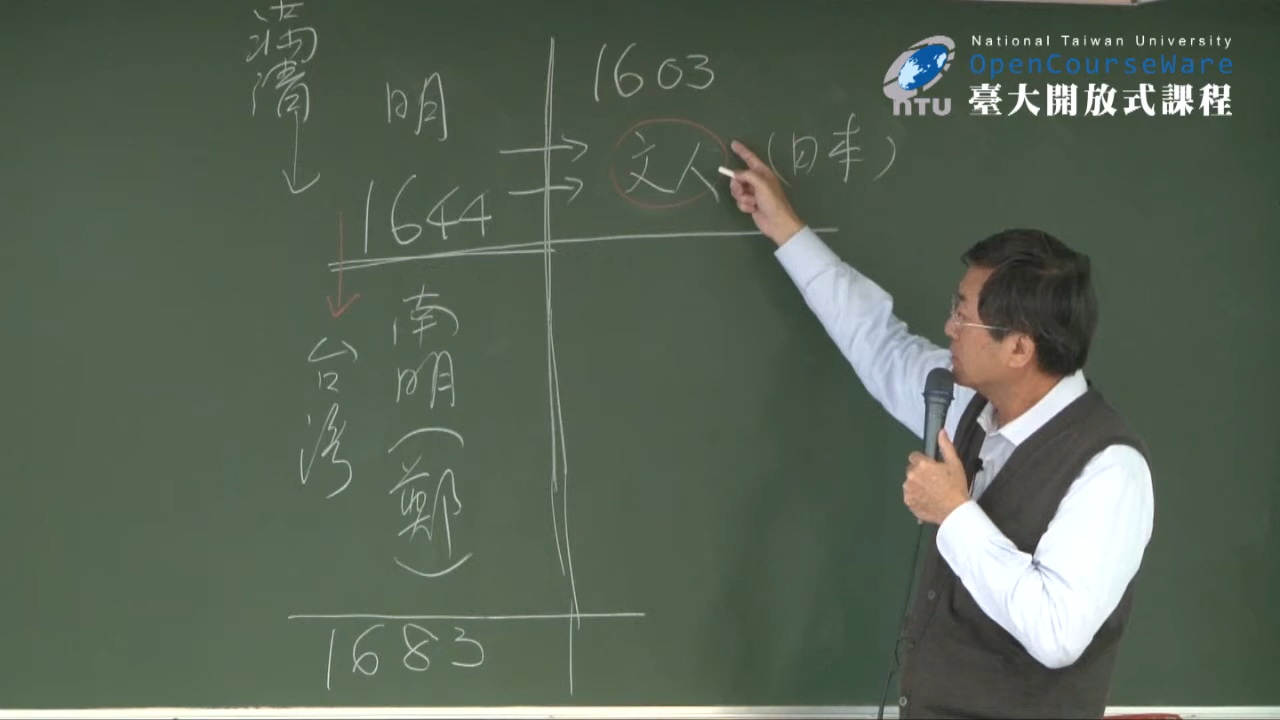 National Taiwan University
OpenCourseWare
NTU 臺大開放式課程
滿清
明
1644
1603
文人 (日本)
台灣
南明(鄭)
1683